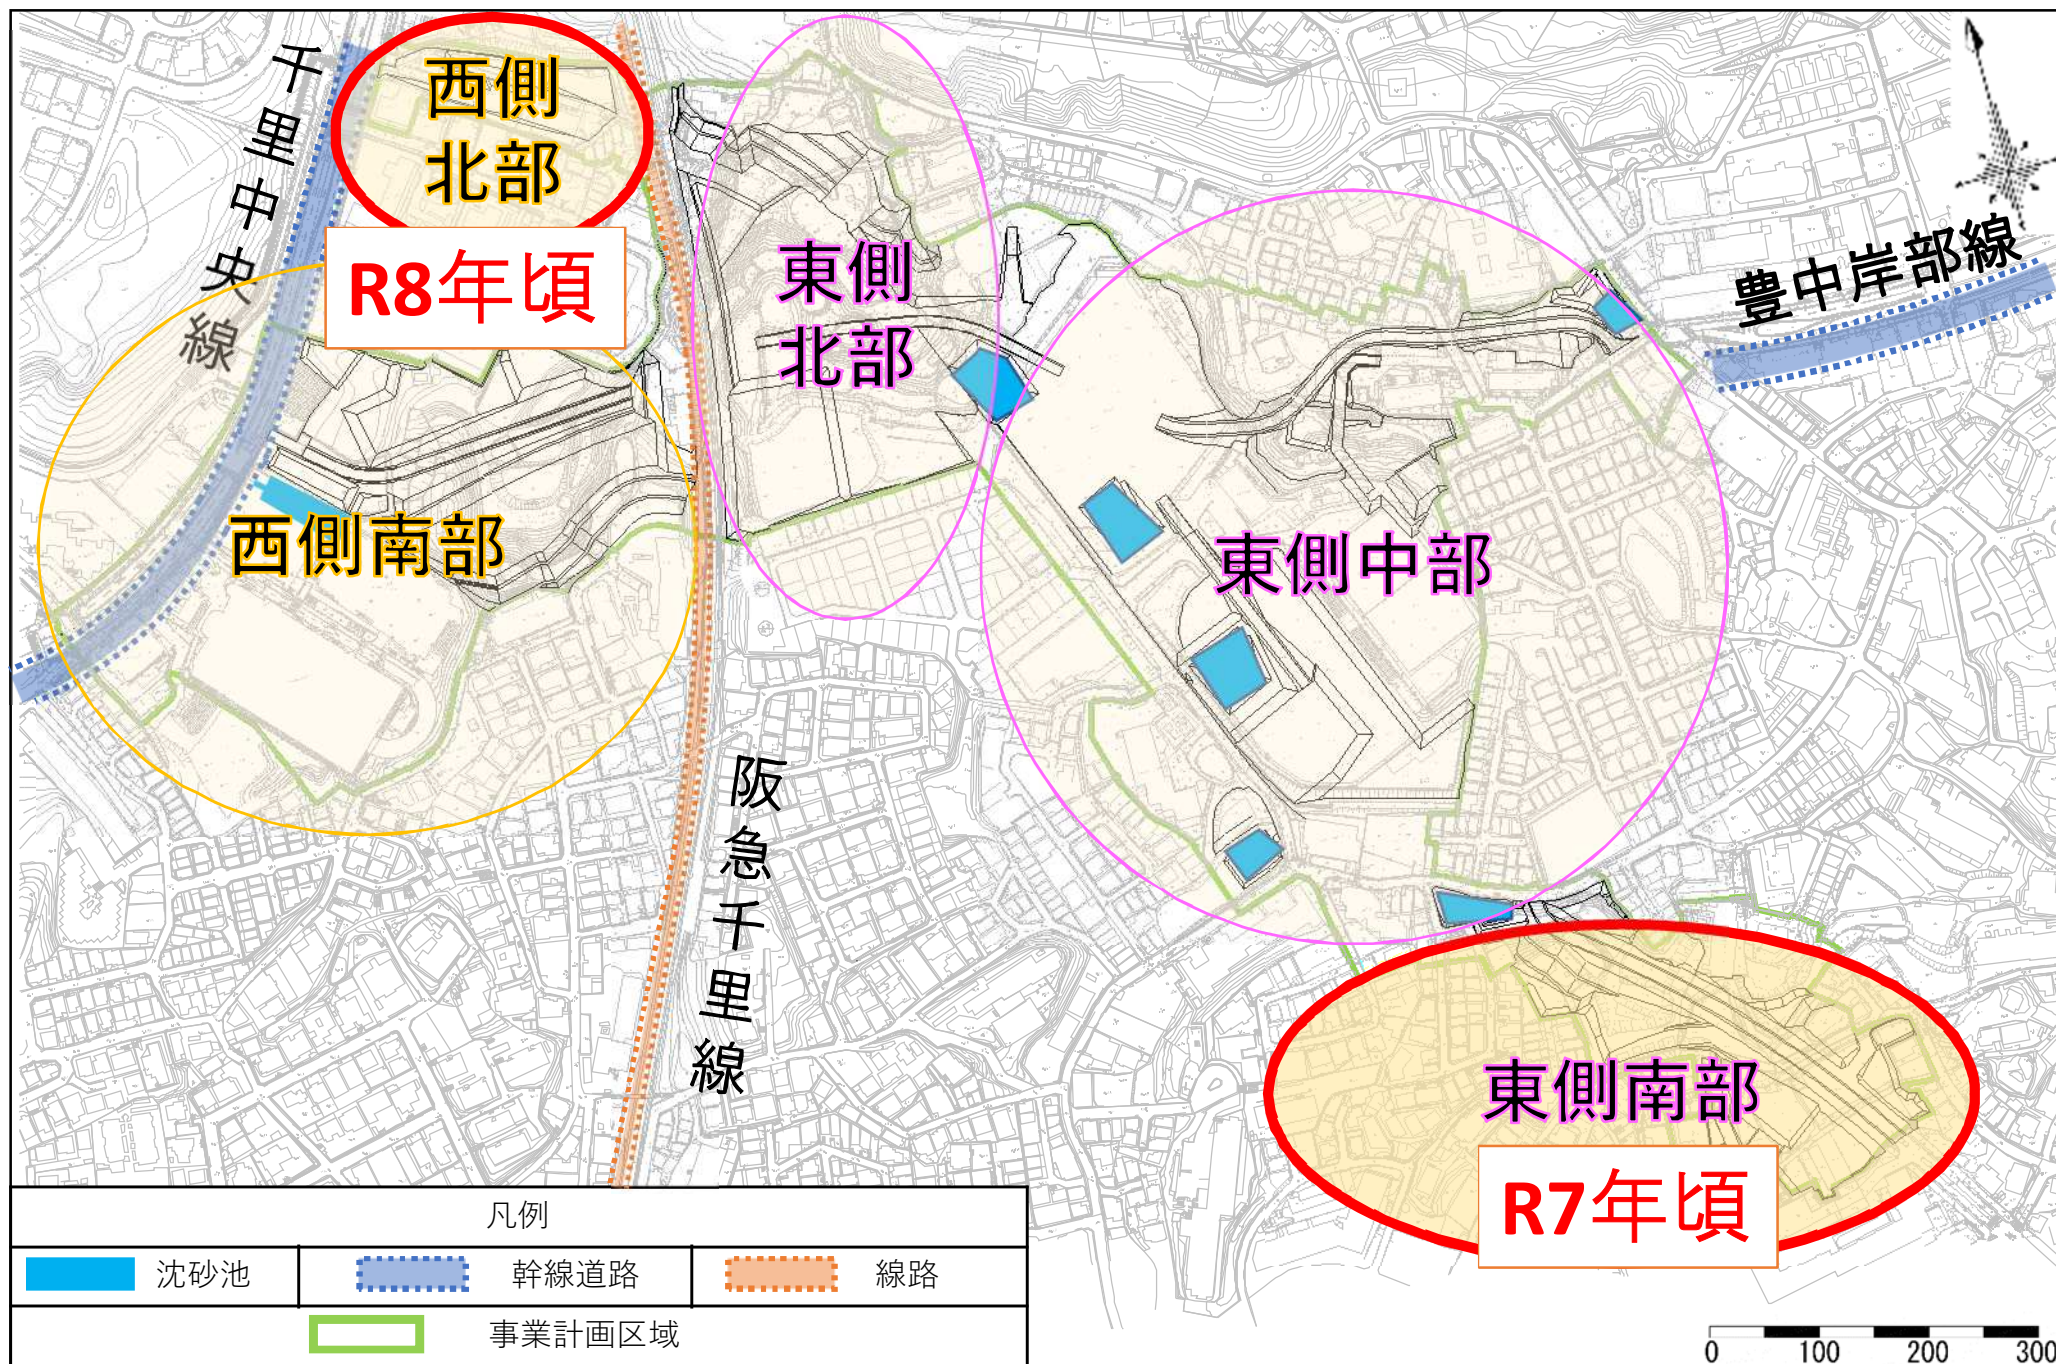 千里中央線
西側
北部
R8年頃
東側
北部
豊中岸部線
西側南部
東側中部
阪急千里線
東側南部
R7年頃
凡例
沈砂池
幹線道路
線路
事業計画区域
0 100 200 300